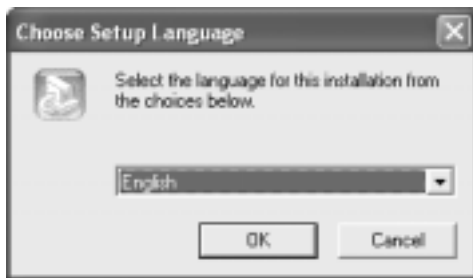 Choose Setup Language
Select the language for this installation from
the choices below.
English
OK
Cancel